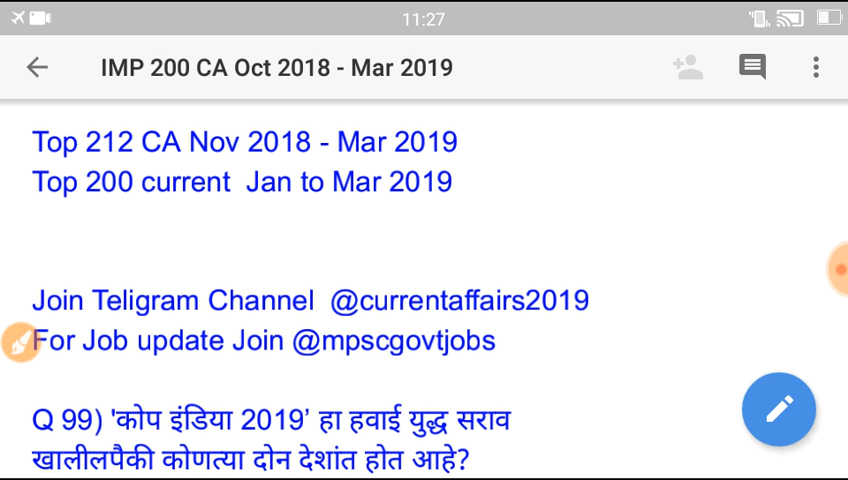 11:27
IMP 200 CA Oct 2018 - Mar 2019
Top 212 CA Nov 2018 - Mar 2019
Top 200 current Jan to Mar 2019
Join Teligram Channel @currentaffairs2019
For Job update Join @mpscgovtjobs
Q 99) 'कोप इंडिया 2019’ हा हवाई युद्ध सराव
खालीलपैकी कोणत्या दोन देशांत होत आहे?